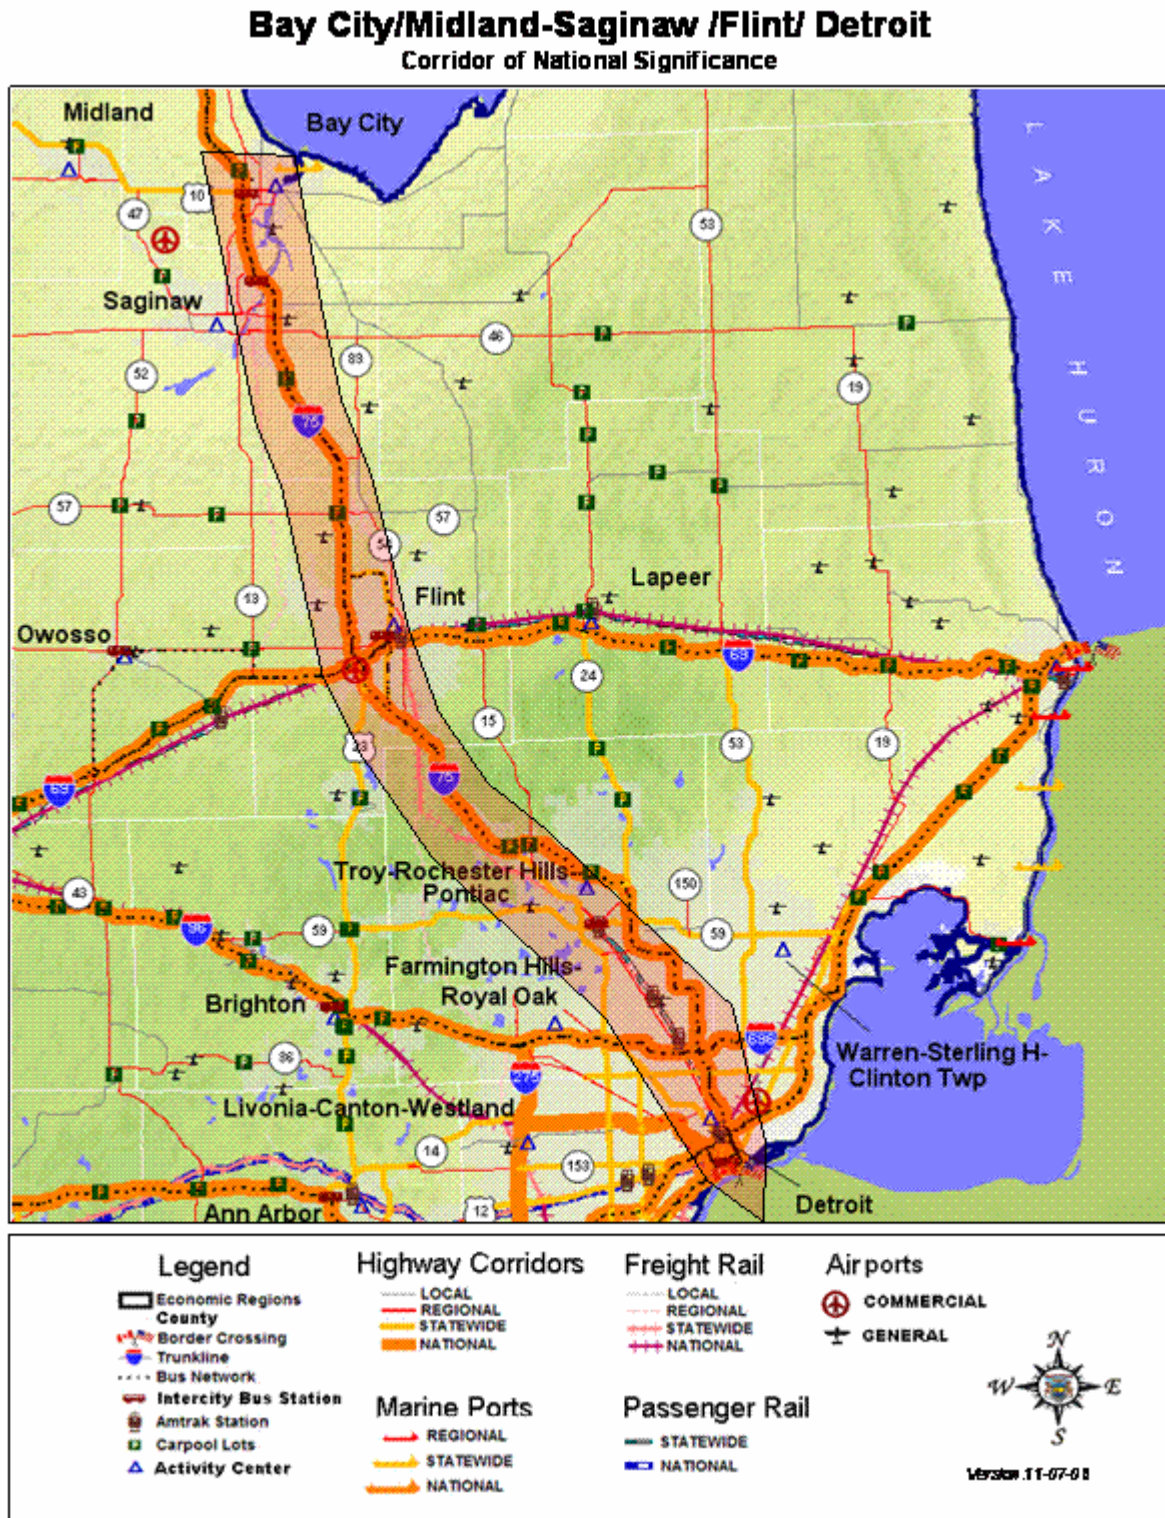 Bay City/Midland-Saginaw /Flint/ Detroit
Corridor of National Significance
Midland
Bay City
LAKE HURON
10
47
53
Saginaw
46
83
52
19
75
57
57
54
Lapeer
13
Flint
Owosso
69
24
15
23
53
19
75
69
Troy-Rochester Hills-
Pontiac
150
43
59
59
96
Farmington Hills-
Royal Oak
Brighton
696
Warren-Sterling H-
Clinton Twp
36
275
Livonia-Canton-Westland
14
153
Detroit
Ann Arbor
12
Legend
Economic Regions
County
Border Crossing
Trunkline
Bus Network
Intercity Bus Station
Amtrak Station
Carpool Lots
Activity Center
Highway Corridors
LOCAL
REGIONAL
STATEWIDE
NATIONAL
Marine Ports
REGIONAL
STATEWIDE
NATIONAL
Freight Rail
LOCAL
REGIONAL
STATEWIDE
NATIONAL
Passenger Rail
STATEWIDE
NATIONAL
Airports
COMMERCIAL
GENERAL
N
W E
S